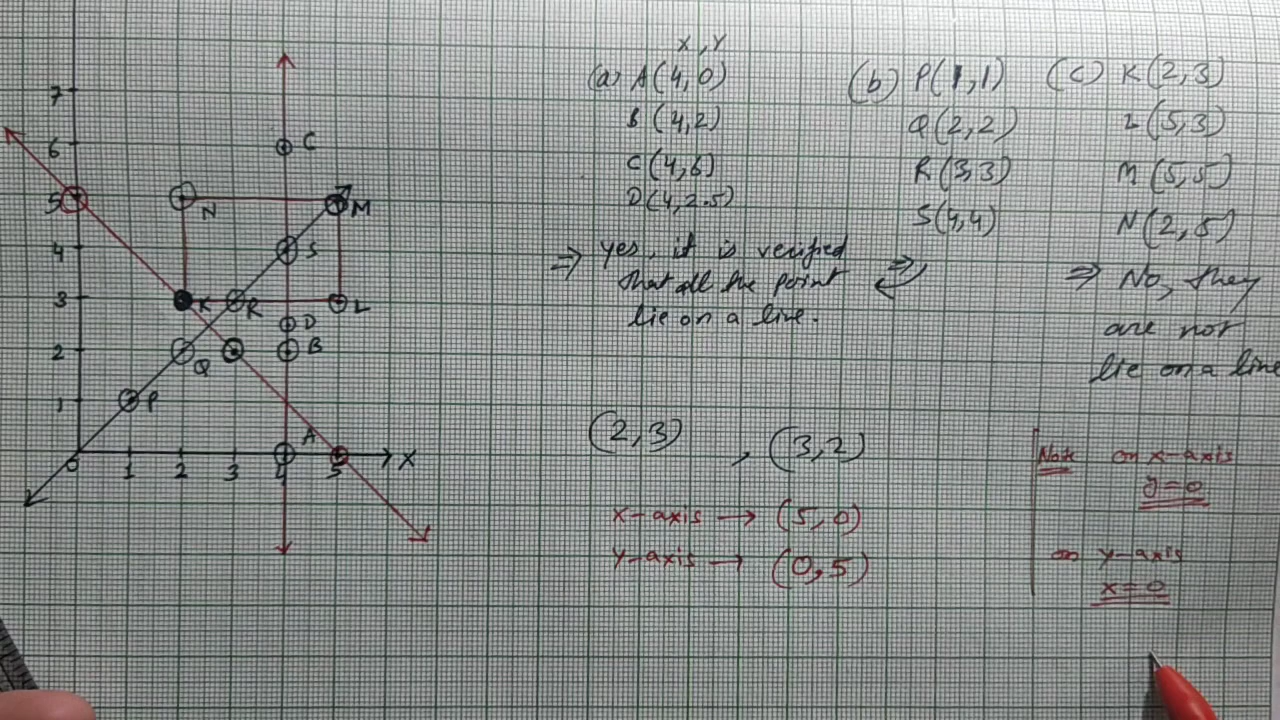 7
6
5
4
3
2
1
0
1
2
3
4
5
X
C
N
M
S
K
R
L
D
Q
B
P
A
X, Y
(a) A(4,0)
B(4,2)
C(4,6)
D(4,2.5)
⇒ yes, it is verified
that all the point
lie on a line.
(b) P(1,1)
Q(2,2)
R(3,3)
S(4,4)
(C) K(2,3)
L(5,3)
M(5,5)
N(2,5)
⇒ No, they
are not
lie on a line
(2,3) , (3,2)
x-axis → (5,0)
y-axis → (0,5)
Note on x-axis
y=0
on y-axis
x=0